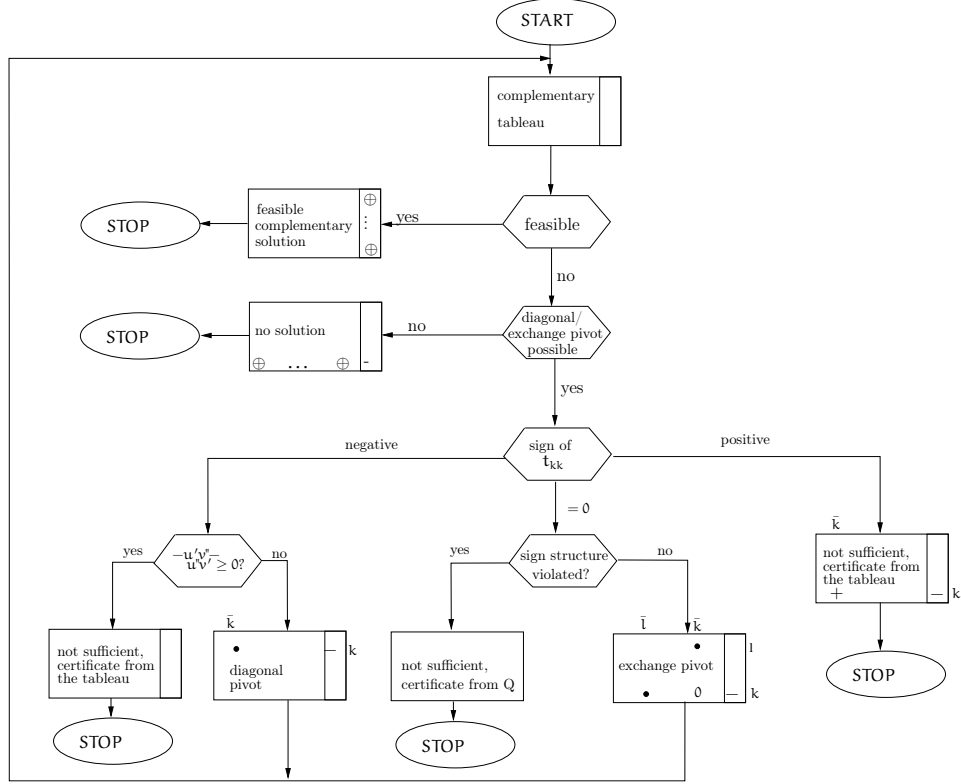 START
complementary
tableau
feasible
complementary
solution
⊕
⋮
⊕
STOP
yes
feasible
no
STOP
no solution
⊕ ... ⊕ -
no
diagonal/
exchange pivot
possible
yes
negative
sign of
t_kk
positive
= 0
yes
−u′v″−
u″v′ ≥ 0?
no
yes
sign structure
violated?
no
k̄
not sufficient,
certificate from
the tableau
+ − k
STOP
not sufficient,
certificate from
the tableau
STOP
k̄
• − k
diagonal
pivot
not sufficient,
certificate from Q
STOP
l̄ k̄
• l
exchange pivot
• 0 − k